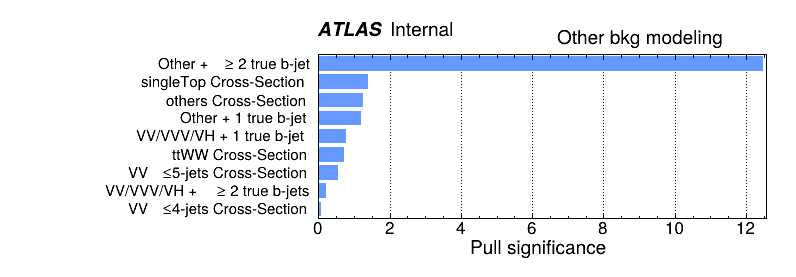 ATLAS Internal
Other bkg modeling
Other + ≥ 2 true b-jet
singleTop Cross-Section
others Cross-Section
Other + 1 true b-jet
VV/VVV/VH + 1 true b-jet
ttWW Cross-Section
VV ≤5-jets Cross-Section
VV/VVV/VH + ≥ 2 true b-jets
VV ≤4-jets Cross-Section
0 2 4 6 8 10 12
Pull significance